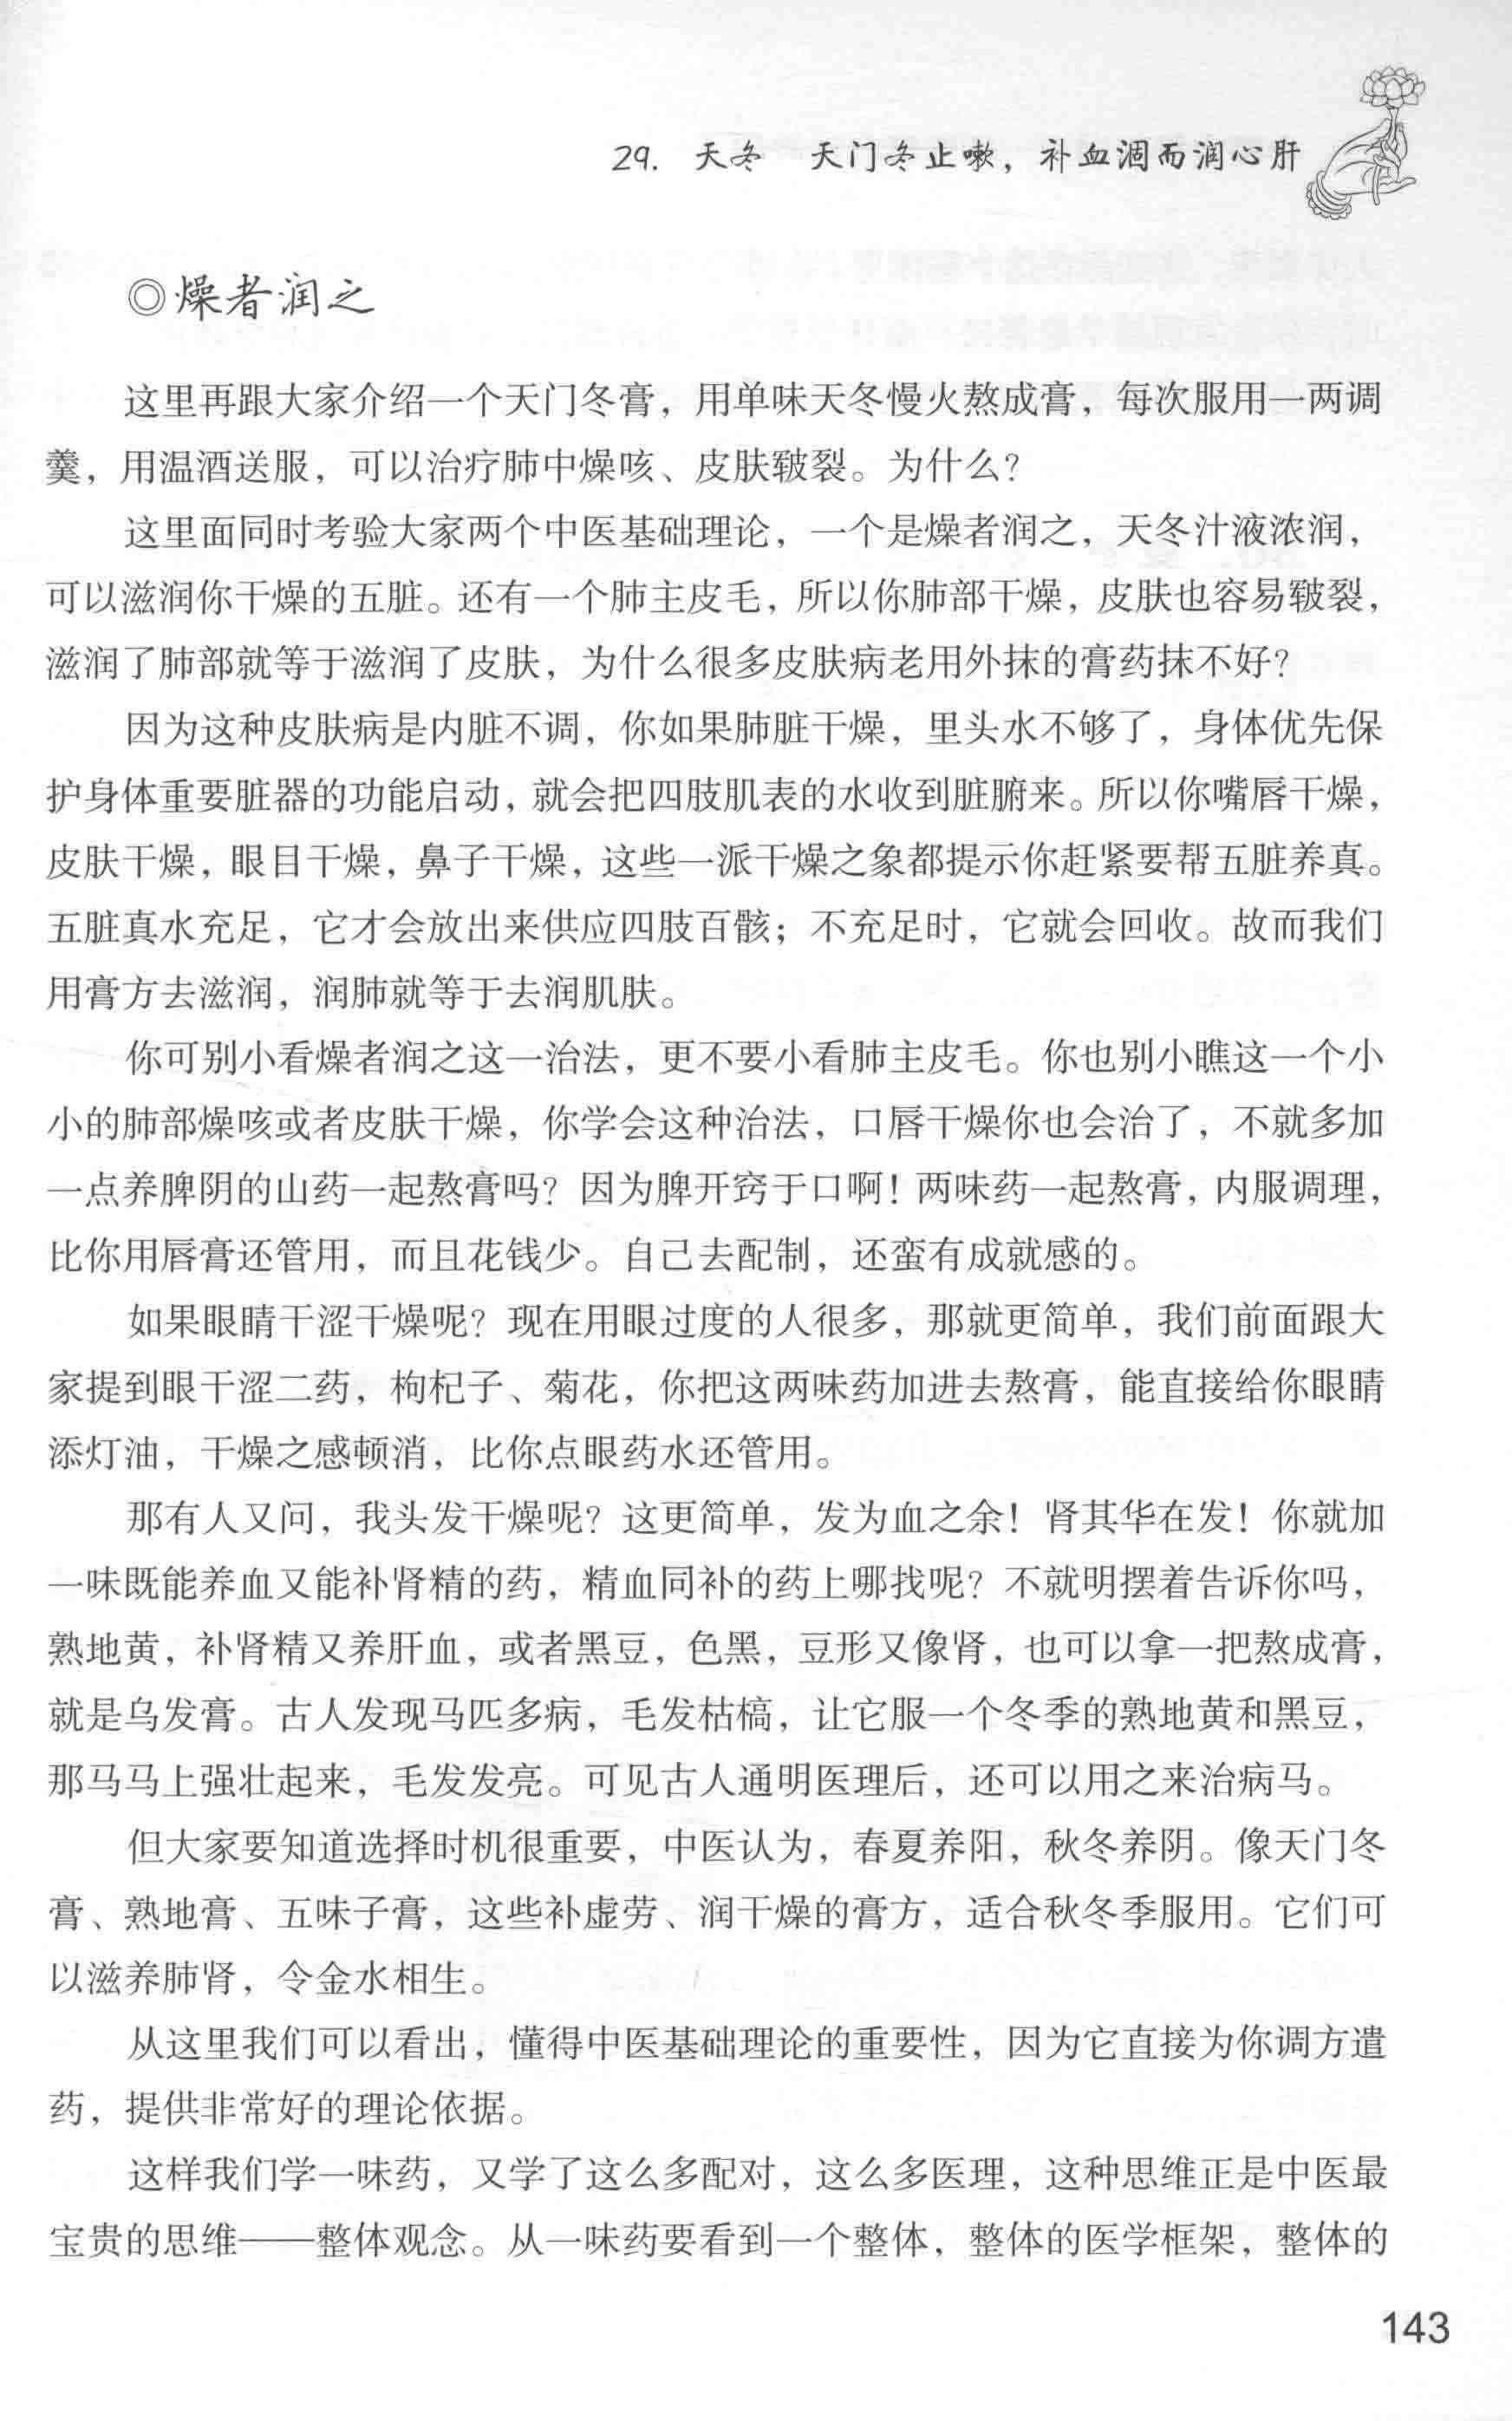 29. 天冬　天门冬止嗽，补血涸而润心肝
◎燥者润之
这里再跟大家介绍一个天门冬膏，用单味天冬慢火熬成膏，每次服用一两调
羹，用温酒送服，可以治疗肺中燥咳、皮肤皲裂。为什么？
这里面同时考验大家两个中医基础理论，一个是燥者润之，天冬汁液浓润，
可以滋润你干燥的五脏。还有一个肺主皮毛，所以你肺部干燥，皮肤也容易皲裂，
滋润了肺部就等于滋润了皮肤，为什么很多皮肤病老用外抹的膏药抹不好？
因为这种皮肤病是内脏不调，你如果肺脏干燥，里头水不够了，身体优先保
护身体重要脏器的功能启动，就会把四肢肌表的水收到脏腑来。所以你嘴唇干燥，
皮肤干燥，眼目干燥，鼻子干燥，这些一派干燥之象都提示你赶紧要帮五脏养真。
五脏真水充足，它才会放出来供应四肢百骸；不充足时，它就会回收。故而我们
用膏方去滋润，润肺就等于去润肌肤。
你可别小看燥者润之这一治法，更不要小看肺主皮毛。你也别小瞧这一个小
小的肺部燥咳或者皮肤干燥，你学会这种治法，口唇干燥你也会治了，不就多加
一点养脾阴的山药一起熬膏吗？因为脾开窍于口啊！两味药一起熬膏，内服调理，
比你用唇膏还管用，而且花钱少。自己去配制，还蛮有成就感的。
如果眼睛干涩干燥呢？现在用眼过度的人很多，那就更简单，我们前面跟大
家提到眼干涩二药，枸杞子、菊花，你把这两味药加进去熬膏，能直接给你眼睛
添灯油，干燥之感顿消，比你点眼药水还管用。
那有人又问，我头发干燥呢？这更简单，发为血之余！肾其华在发！你就加
一味既能养血又能补肾精的药，精血同补的药上哪找呢？不就明摆着告诉你吗，
熟地黄，补肾精又养肝血，或者黑豆，色黑，豆形又像肾，也可以拿一把熬成膏，
就是乌发膏。古人发现马匹多病，毛发枯槁，让它服一个冬季的熟地黄和黑豆，
那马马上强壮起来，毛发发亮。可见古人通明医理后，还可以用之来治病马。
但大家要知道选择时机很重要，中医认为，春夏养阳，秋冬养阴。像天门冬
膏、熟地膏、五味子膏，这些补虚劳、润干燥的膏方，适合秋冬季服用。它们可
以滋养肺肾，令金水相生。
从这里我们可以看出，懂得中医基础理论的重要性，因为它直接为你调方遣
药，提供非常好的理论依据。
这样我们学一味药，又学了这么多配对，这么多医理，这种思维正是中医最
宝贵的思维——整体观念。从一味药要看到一个整体，整体的医学框架，整体的
143